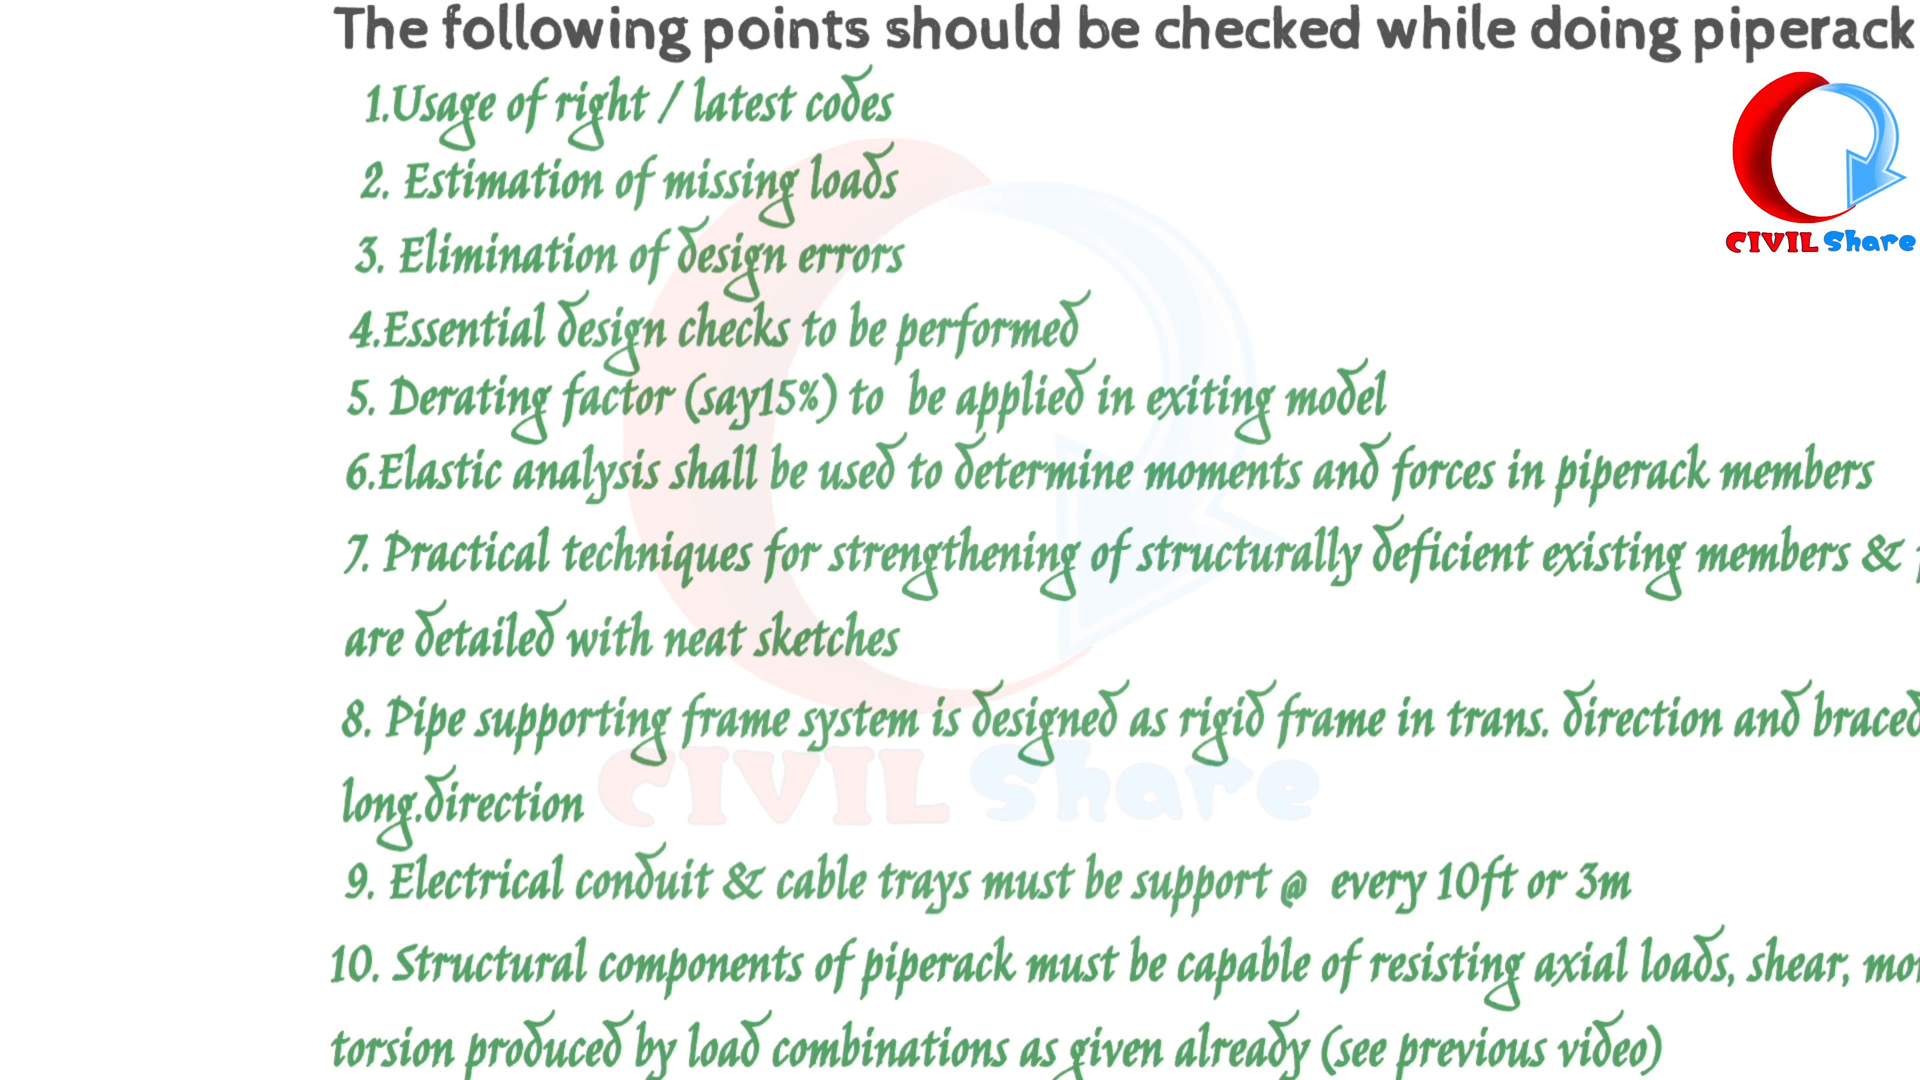 The following points should be checked while doing piperack
1.Usage of right / latest codes
CIVIL Share
2. Estimation of missing loads
3. Elimination of design errors
4.Essential design checks to be performed
5. Derating factor (say15%) to be applied in exiting model
6.Elastic analysis shall be used to determine moments and forces in piperack members
7. Practical techniques for strengthening of structurally deficient existing members &
are detailed with neat sketches
8. Pipe supporting frame system is designed as rigid frame in trans. direction and braced
long.direction
CIVIL Share
9. Electrical conduit & cable trays must be support @ every 10ft or 3m
10. Structural components of piperack must be capable of resisting axial loads, shear,
torsion produced by load combinations as given already (see previous video)